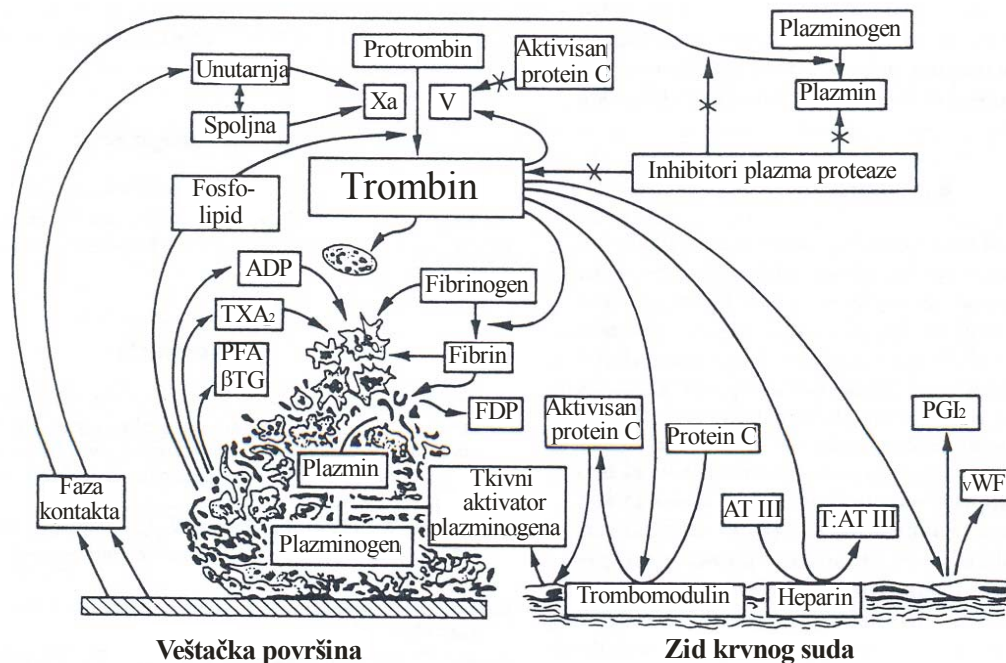 Protrombin
Aktivisan
protein C
Plazminogen
Unutarnja
Xa
V
Plazmin
Spoljna
Inhibitori plazma proteaze
Trombin
Fosfo-
lipid
ADP
Fibrinogen
TXA2
PFA
βTG
Fibrin
FDP
Aktivisan
protein C
Protein C
PGI2
Plazmin
Tkivni
aktivator
plazminogena
vWF
Faza
kontakta
AT III
T:AT III
Plazminogen
Trombomodulin
Heparin
Veštačka površina
Zid krvnog suda